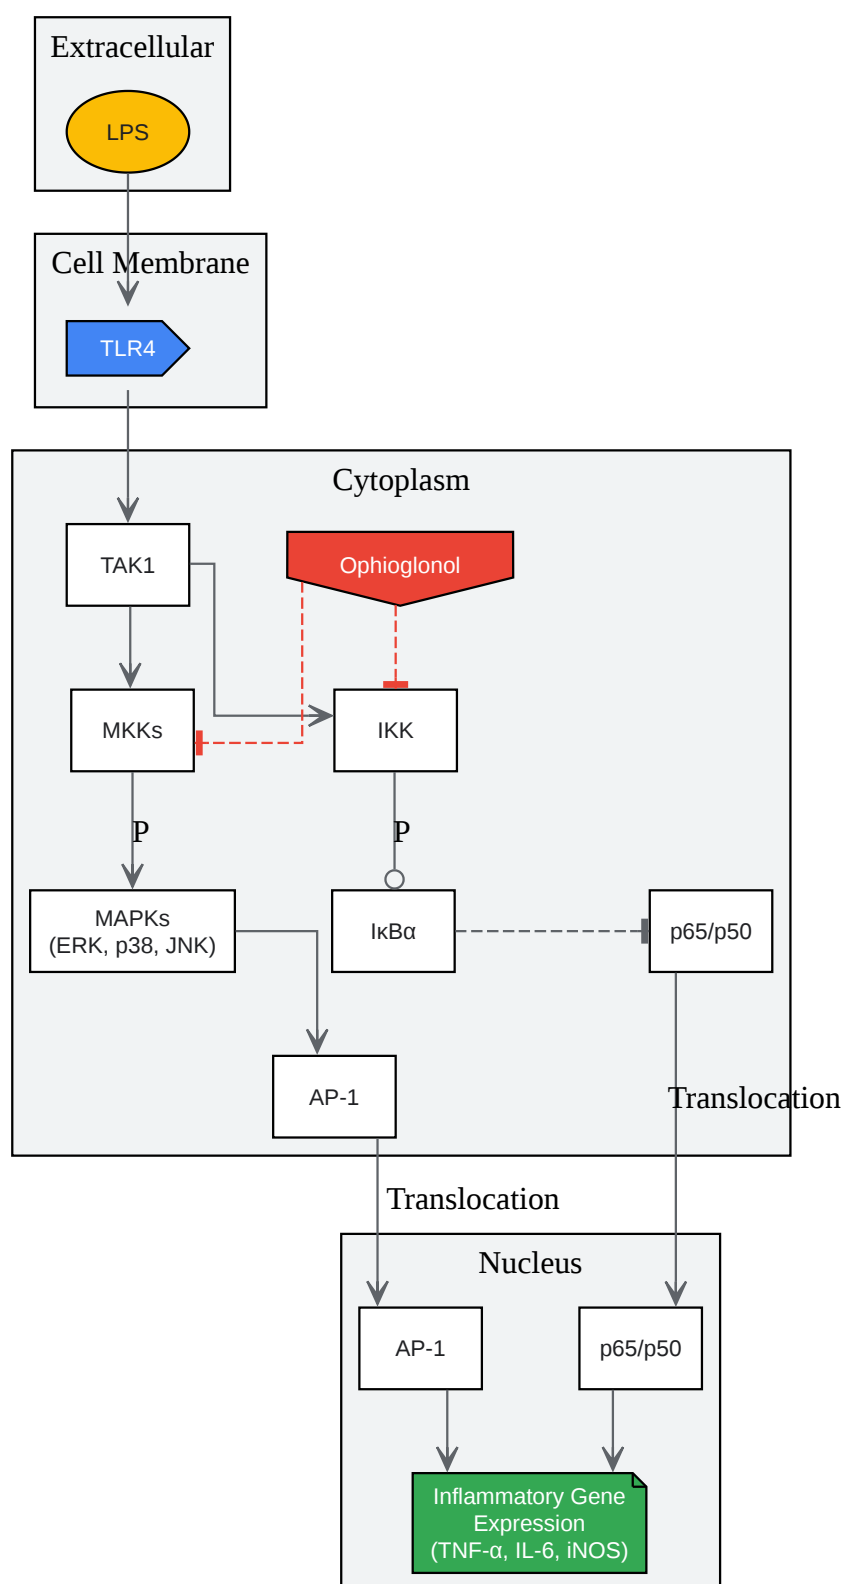 Extracellular
LPS
Cell Membrane
TLR4
Cytoplasm
TAK1
Ophioglonol
MKKs
IKK
P
P
MAPKs
(ERK, p38, JNK)
IκBα
p65/p50
AP-1
Translocation
Translocation
Nucleus
AP-1
p65/p50
Inflammatory Gene
Expression
(TNF-α, IL-6, iNOS)